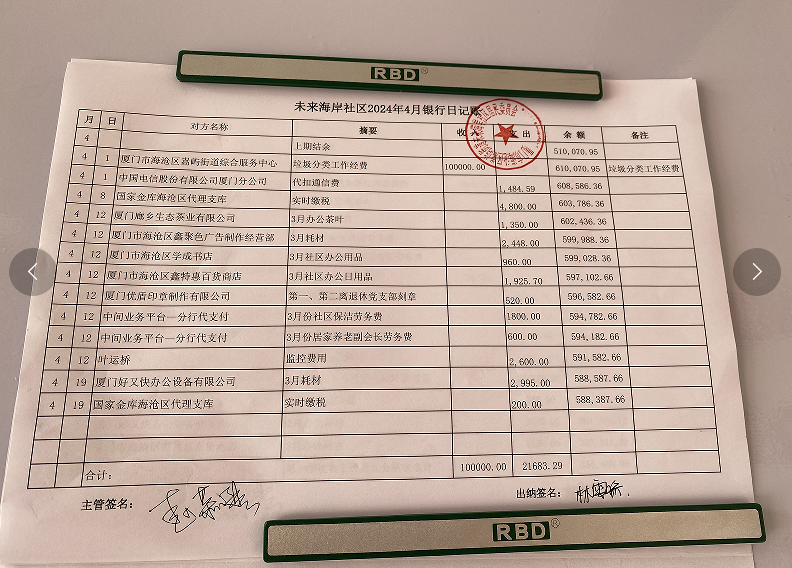 RBD®
未来海岸社区2024年4月银行日记账
月 日 对方名称 摘要 收入 支出 余额 备注
4 上期结余 510,070.95
4 1 厦门市海沧区嵩屿街道综合服务中心 垃圾分类工作经费 100000.00 610,070.95 垃圾分类工作经费
4 1 中国电信股份有限公司厦门分公司 代扣通信费 1,484.59 608,586.36
4 8 国家金库海沧区代理支库 实时缴税 4,800.00 603,786.36
4 12 厦门廊乡生态茶业有限公司 3月办公茶叶 1,350.00 602,436.36
4 12 厦门市海沧区鑫聚色广告制作经营部 3月耗材 2,448.00 599,988.36
4 12 厦门市海沧区学成书店 3月社区办公用品 960.00 599,028.36
4 12 厦门市海沧区鑫特惠百货商店 3月社区办公日用品 1,925.70 597,102.66
4 12 厦门优盾印章制作有限公司 第一、第二离退休党支部刻章 520.00 596,582.66
4 12 中间业务平台—分行代支付 3月份社区保洁劳务费 1800.00 594,782.66
4 12 中间业务平台—分行代支付 3月份居家养老副会长劳务费 600.00 594,182.66
4 12 叶运桥 监控费用 2,600.00 591,582.66
4 19 厦门好又快办公设备有限公司 3月耗材 2,995.00 588,587.66
4 19 国家金库海沧区代理支库 实时缴税 200.00 588,387.66
合计: 100000.00 21683.29
主管签名: 出纳签名:
RBD®